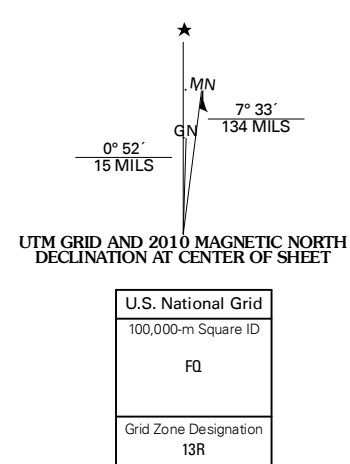 ★
MN
GN
7° 33´
134 MILS
0° 52´
15 MILS
UTM GRID AND 2010 MAGNETIC NORTH
DECLINATION AT CENTER OF SHEET
U.S. National Grid
100,000-m Square ID
FQ
Grid Zone Designation
13R